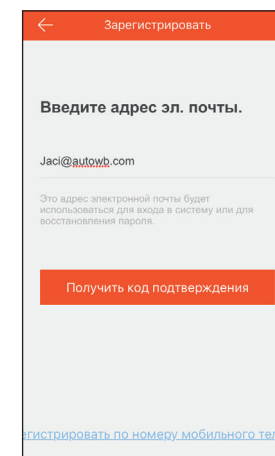 Зарегистрировать
Введите адрес эл. почты.
Jaci@autowb.com
Это адрес электронной почты будет
использоваться для входа в систему или для
восстановления пароля.
Получить код подтверждения
егистрировать по номеру мобильного тел